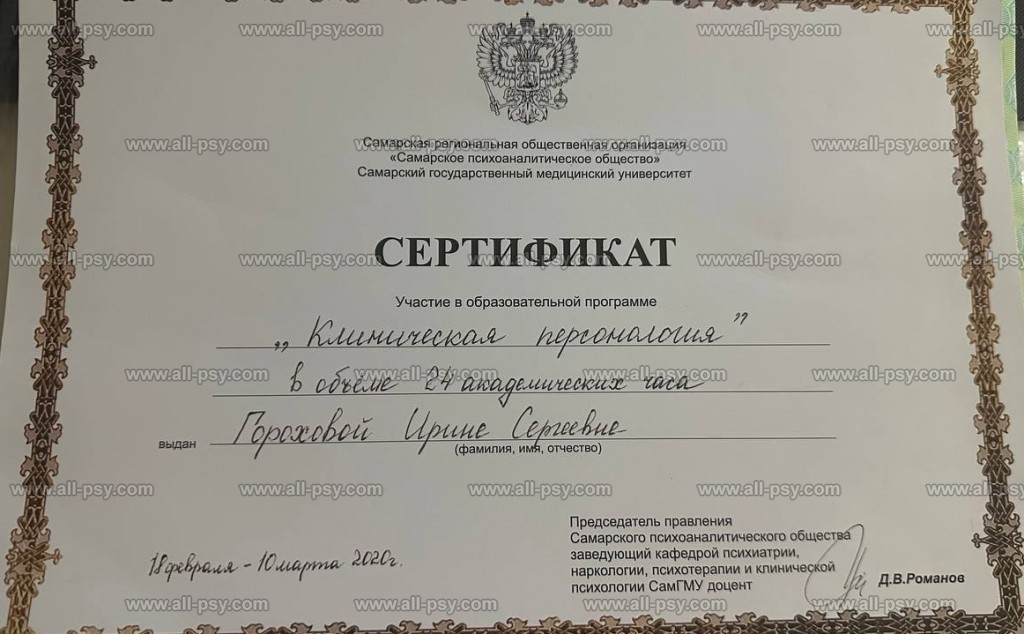 Самарская региональная общественная организация
«Самарское психоаналитическое общество»
Самарский государственный медицинский университет
СЕРТИФИКАТ
Участие в образовательной программе
„Клиническая персонология”
в объеме 24 академических часа
выдан Гороховой Ирине Сергеевне
(фамилия, имя, отчество)
Председатель правления
Самарского психоаналитического общества
заведующий кафедрой психиатрии,
наркологии, психотерапии и клинической
психологии СамГМУ доцент
Д.В.Романов
18 февраля - 10 марта 2020г.
www.all-psy.com